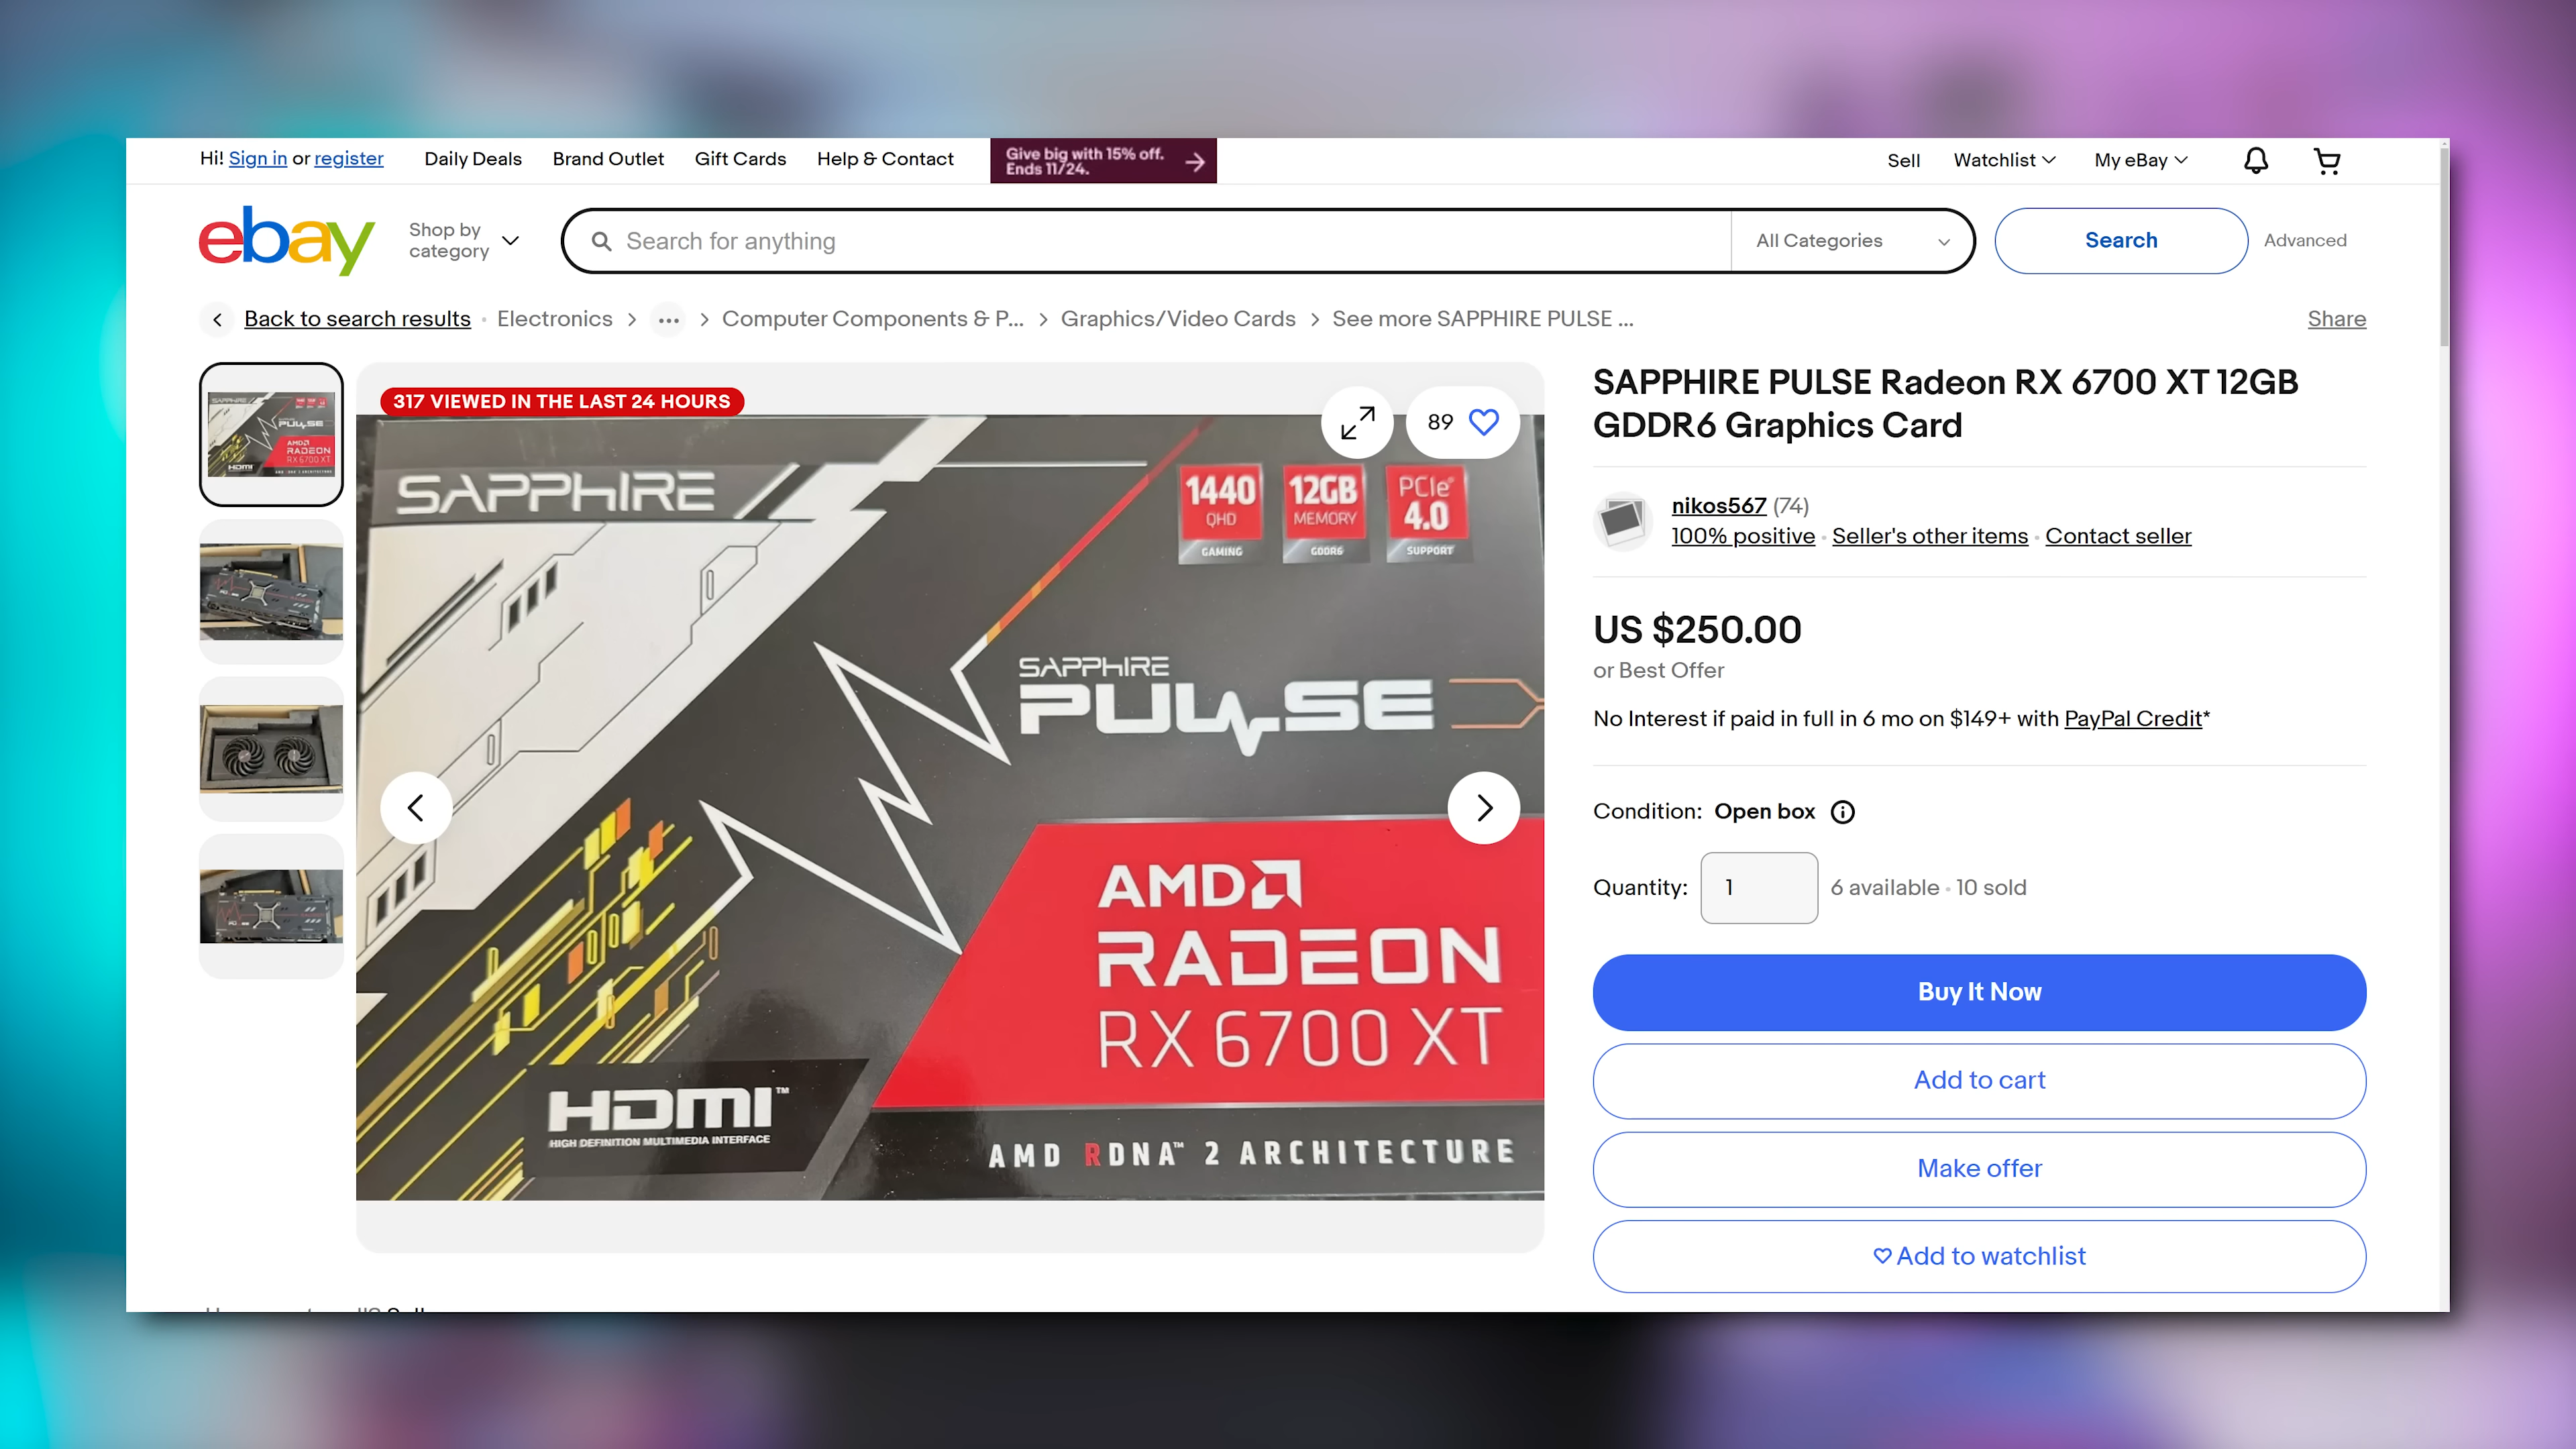 Hi! Sign in or register
Daily Deals
Brand Outlet
Gift Cards
Help & Contact
Give big with 15% off.
Ends 11/24.
Sell
Watchlist
My eBay
ebay
Shop by
category
Search for anything
All Categories
Search
Advanced
Back to search results
Electronics
...
Computer Components & P...
Graphics/Video Cards
See more SAPPHIRE PULSE ...
Share
317 VIEWED IN THE LAST 24 HOURS
89
SAPPHIRE
1440
QHD
GAMING
12GB
MEMORY
GDDR6
PCIe®
4.0
SUPPORT
SAPPHIRE
PULSE
AMD
RADEON
RX 6700 XT
HDMI™
HIGH DEFINITION MULTIMEDIA INTERFACE
AMD RDNA™ 2 ARCHITECTURE
SAPPHIRE PULSE Radeon RX 6700 XT 12GB
GDDR6 Graphics Card
nikos567 (74)
100% positive • Seller's other items • Contact seller
US $250.00
or Best Offer
No Interest if paid in full in 6 mo on $149+ with PayPal Credit*
Condition: Open box
Quantity: 1 6 available • 10 sold
Buy It Now
Add to cart
Make offer
Add to watchlist